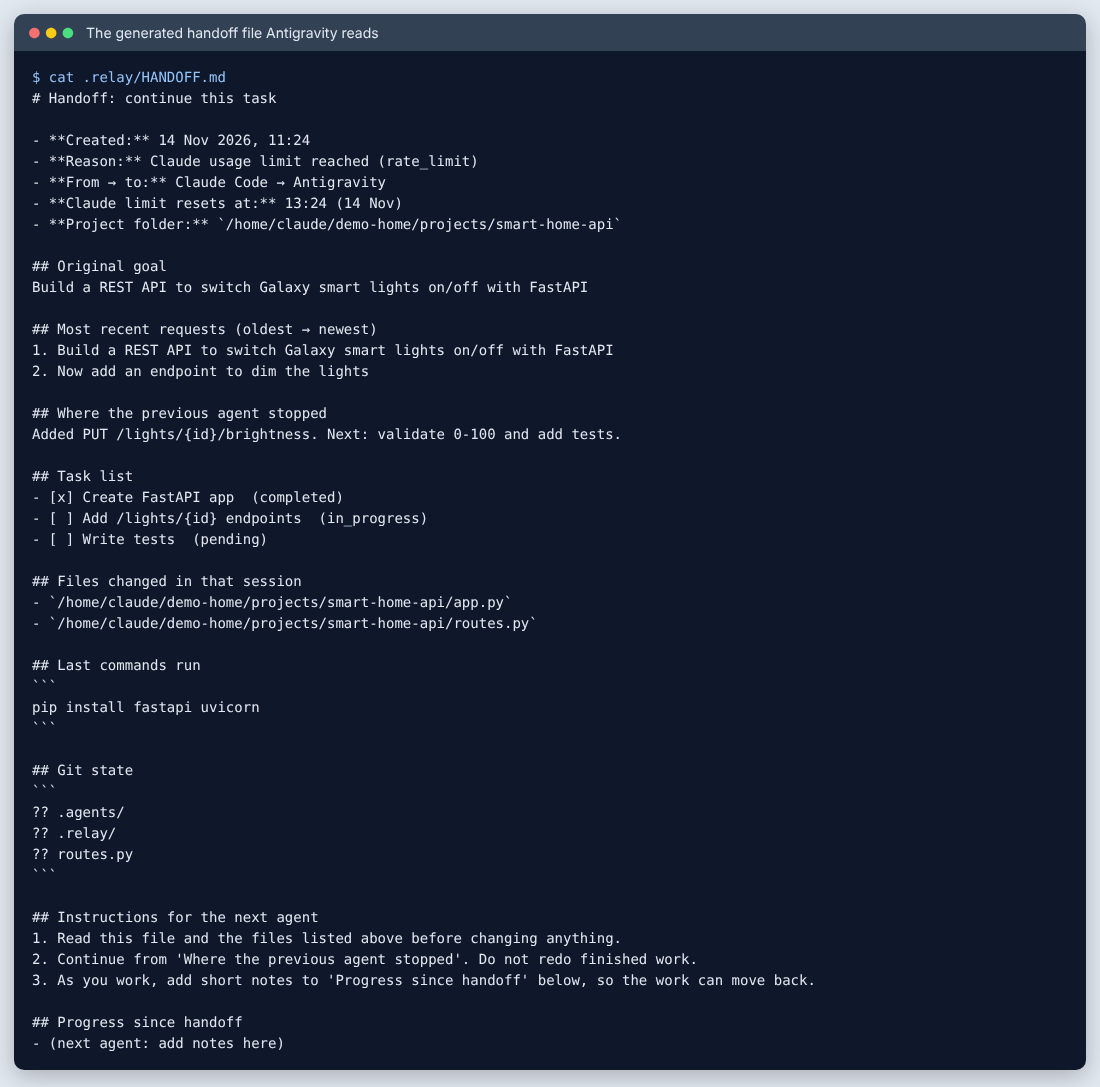 The generated handoff file Antigravity reads
$ cat .relay/HANDOFF.md
# Handoff: continue this task
- **Created:** 14 Nov 2026, 11:24
- **Reason:** Claude usage limit reached (rate_limit)
- **From → to:** Claude Code → Antigravity
- **Claude limit resets at:** 13:24 (14 Nov)
- **Project folder:** `/home/claude/demo-home/projects/smart-home-api`
## Original goal
Build a REST API to switch Galaxy smart lights on/off with FastAPI
## Most recent requests (oldest → newest)
1. Build a REST API to switch Galaxy smart lights on/off with FastAPI
2. Now add an endpoint to dim the lights
## Where the previous agent stopped
Added PUT /lights/{id}/brightness. Next: validate 0-100 and add tests.
## Task list
- [x] Create FastAPI app  (completed)
- [ ] Add /lights/{id} endpoints  (in_progress)
- [ ] Write tests  (pending)
## Files changed in that session
- `/home/claude/demo-home/projects/smart-home-api/app.py`
- `/home/claude/demo-home/projects/smart-home-api/routes.py`
## Last commands run
```
pip install fastapi uvicorn
```
## Git state
```
?? .agents/
?? .relay/
?? routes.py
```
## Instructions for the next agent
1. Read this file and the files listed above before changing anything.
2. Continue from 'Where the previous agent stopped'. Do not redo finished work.
3. As you work, add short notes to 'Progress since handoff' below, so the work can move back.
## Progress since handoff
- (next agent: add notes here)